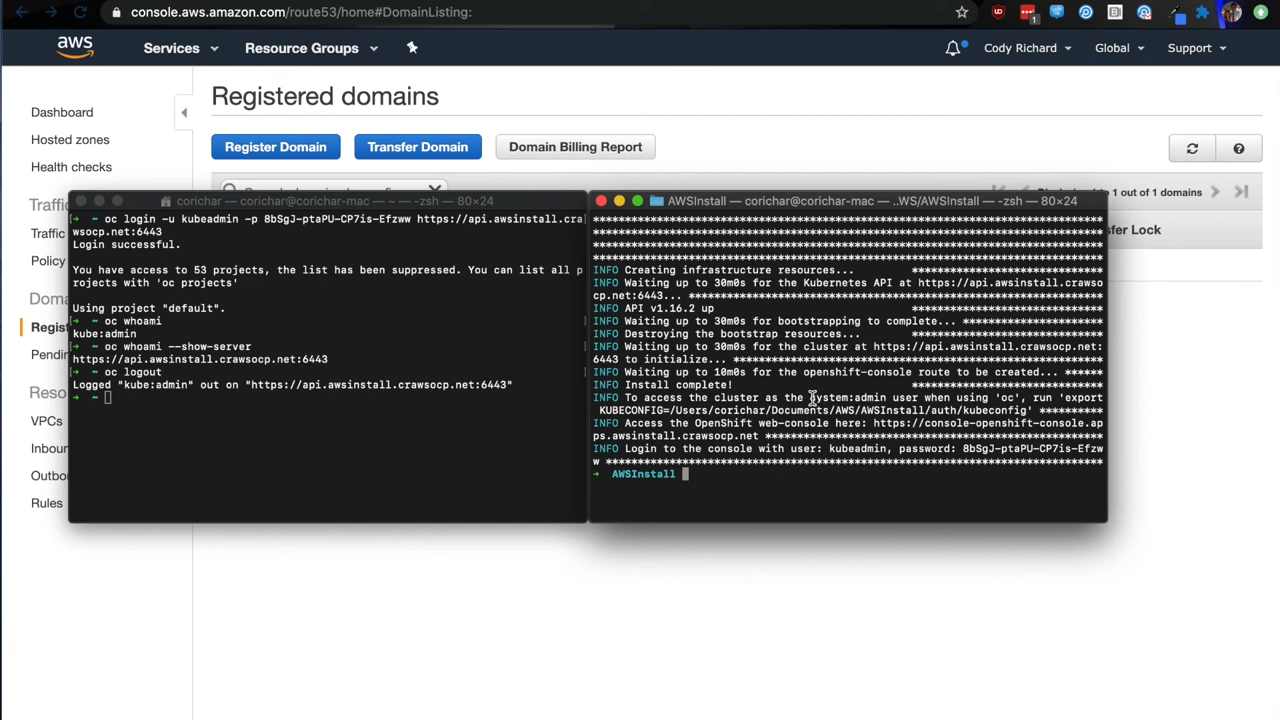 console.aws.amazon.com/route53/home#DomainListing:
aws
Services
Resource Groups
Cody Richard
Global
Support
Dashboard
Hosted zones
Health checks
Registered domains
Register Domain
Transfer Domain
Domain Billing Report
1 out of 1 domains
Traffic
Policy
VPCs
Rules
corichar — corichar@corichar-mac — ~ — -zsh — 80×24
➜ ~ oc login -u kubeadmin -p 8bSgJ-ptaPU-CP7is-Efzww https://api.awsinstall.cra
wsocp.net:6443
Login successful.
You have access to 53 projects, the list has been suppressed. You can list all p
rojects with 'oc projects'
Using project "default".
➜ ~ oc whoami
kube:admin
➜ ~ oc whoami --show-server
https://api.awsinstall.crawsocp.net:6443
➜ ~ oc logout
Logged "kube:admin" out on "https://api.awsinstall.crawsocp.net:6443"
➜ ~
AWSInstall — corichar@corichar-mac — ..WS/AWSInstall — -zsh — 80×24
********************************************************************************
********************************************************************************
********************************************************************************
********************************************************************************
INFO Creating infrastructure resources... ******************************
INFO Waiting up to 30m0s for the Kubernetes API at https://api.awsinstall.crawso
cp.net:6443... *****************************************************************
INFO API v1.16.2 up ******************************
INFO Waiting up to 30m0s for bootstrapping to complete... **********************
INFO Destroying the bootstrap resources... ******************************
INFO Waiting up to 30m0s for the cluster at https://api.awsinstall.crawsocp.net:
6443 to initialize... **********************************************************
INFO Waiting up to 10m0s for the openshift-console route to be created... ******
INFO Install complete! ******************************
INFO To access the cluster as the system:admin user when using 'oc', run 'export
KUBECONFIG=/Users/corichar/Documents/AWS/AWSInstall/auth/kubeconfig' **********
INFO Access the OpenShift web-console here: https://console-openshift-console.ap
ps.awsinstall.crawsocp.net *****************************************************
INFO Login to the console with user: kubeadmin, password: 8bSgJ-ptaPU-CP7is-Efzw
w ******************************************************************************
➜ AWSInstall